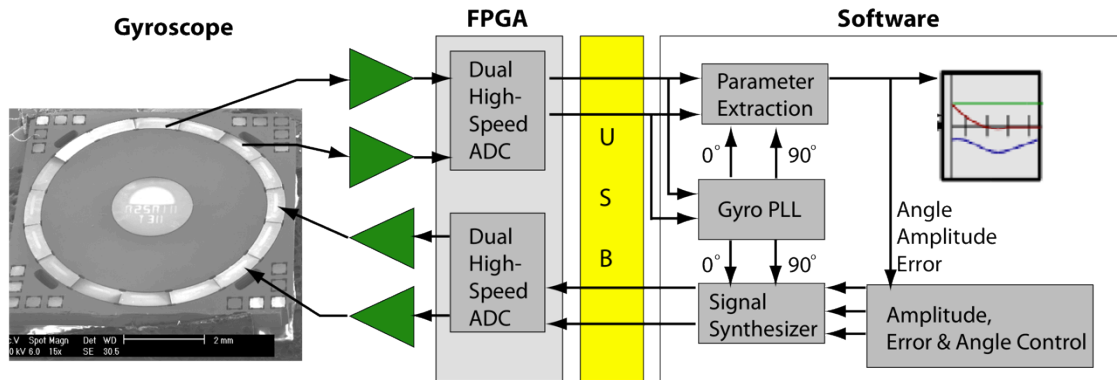 Gyroscope
FPGA
Software
Dual
High-
Speed
ADC
Dual
High-
Speed
ADC
U
S
B
Parameter
Extraction
0°
90°
Gyro PLL
0°
90°
Signal
Synthesizer
Angle
Amplitude
Error
Amplitude,
Error & Angle Control
c.V Spot Magn Det WD
0 kV 6.0 15x SE 30.5
2 mm